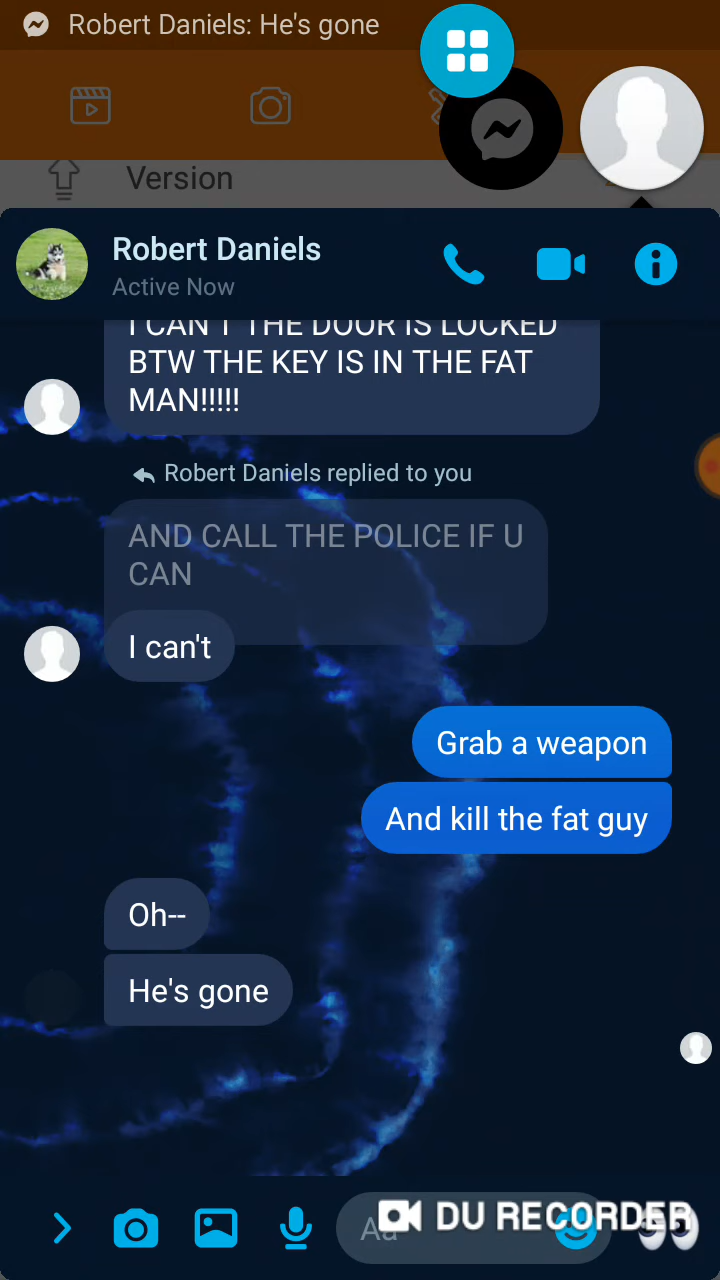 Robert Daniels: He's gone
Version
Robert Daniels
Active Now
I CAN'T THE DOOR IS LOCKED
BTW THE KEY IS IN THE FAT
MAN!!!!!
Robert Daniels replied to you
AND CALL THE POLICE IF U
CAN
I can't
Grab a weapon
And kill the fat guy
Oh--
He's gone
Aa
DU RECORDER